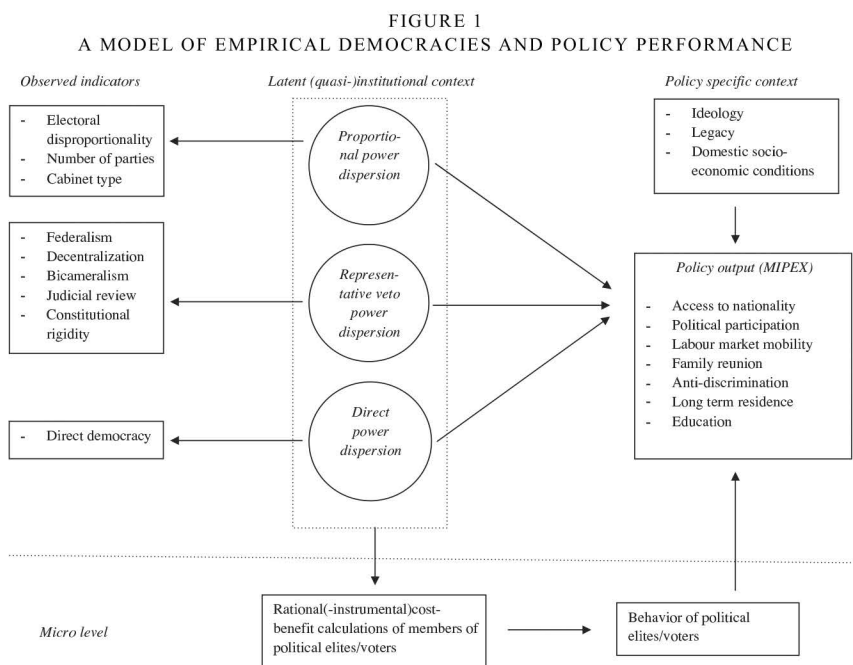 FIGURE 1
A MODEL OF EMPIRICAL DEMOCRACIES AND POLICY PERFORMANCE
Observed indicators
Latent (quasi-)institutional context
Policy specific context
- Electoral
disproportionality
- Number of parties
- Cabinet type
Proportio-
nal power
dispersion
- Ideology
- Legacy
- Domestic socio-
economic conditions
- Federalism
- Decentralization
- Bicameralism
- Judicial review
- Constitutional
rigidity
Represen-
tative veto
power
dispersion
Policy output (MIPEX)
- Access to nationality
- Political participation
- Labour market mobility
- Family reunion
- Anti-discrimination
- Long term residence
- Education
- Direct democracy
Direct
power
dispersion
Micro level
Rational(-instrumental)cost-
benefit calculations of members of
political elites/voters
Behavior of political
elites/voters